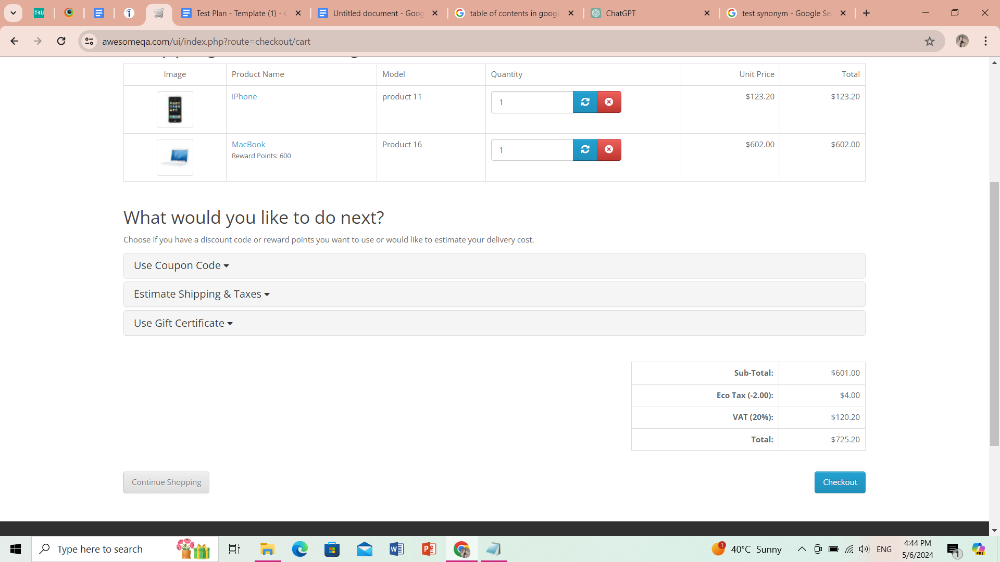 Test Plan - Template (1) -
Untitled document - Goog
table of contents in googl
ChatGPT
test synonym - Google Se
awesomeqa.com/ui/index.php?route=checkout/cart
Image Product Name Model Quantity Unit Price Total
iPhone product 11 1 $123.20 $123.20
MacBook Product 16 1 $602.00 $602.00
Reward Points: 600
What would you like to do next?
Choose if you have a discount code or reward points you want to use or would like to estimate your delivery cost.
Use Coupon Code
Estimate Shipping & Taxes
Use Gift Certificate
Sub-Total: $601.00
Eco Tax (-2.00): $4.00
VAT (20%): $120.20
Total: $725.20
Continue Shopping Checkout
Type here to search
1
40°C Sunny
ENG
4:44 PM
5/6/2024
1
PRE